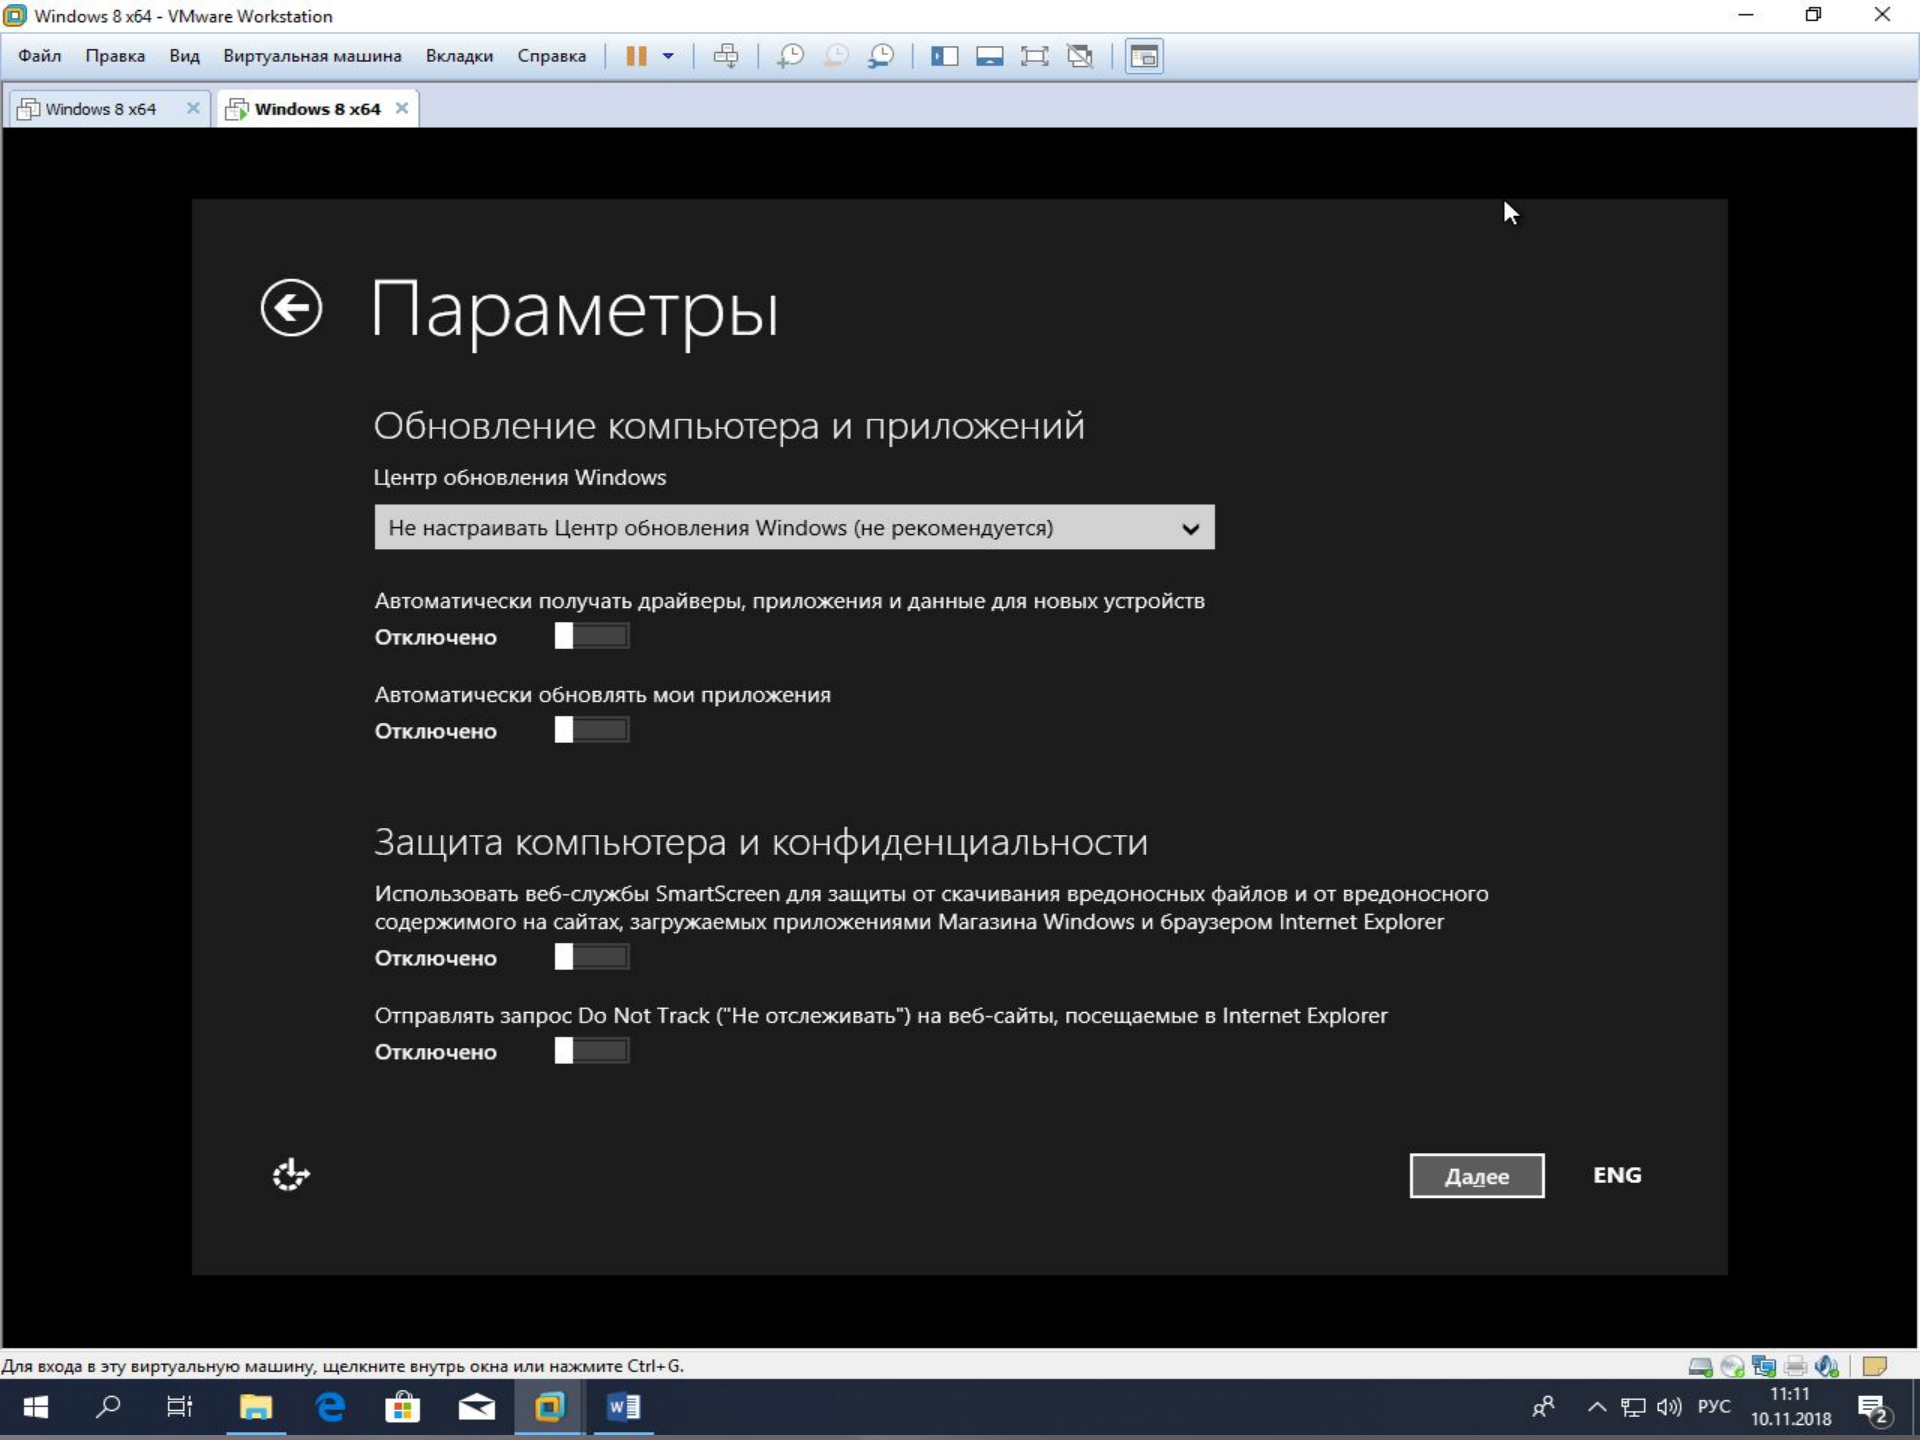 Windows 8 x64 - VMware Workstation
Файл Правка Вид Виртуальная машина Вкладки Справка
Windows 8 x64 Windows 8 x64
Параметры
Обновление компьютера и приложений
Центр обновления Windows
Не настраивать Центр обновления Windows (не рекомендуется)
Автоматически получать драйверы, приложения и данные для новых устройств
Отключено
Автоматически обновлять мои приложения
Отключено
Защита компьютера и конфиденциальности
Использовать веб-службы SmartScreen для защиты от скачивания вредоносных файлов и от вредоносного
содержимого на сайтах, загружаемых приложениями Магазина Windows и браузером Internet Explorer
Отключено
Отправлять запрос Do Not Track ("Не отслеживать") на веб-сайты, посещаемые в Internet Explorer
Отключено
Далее ENG
Для входа в эту виртуальную машину, щелкните внутрь окна или нажмите Ctrl+G.
РУС 11:11
10.11.2018
2